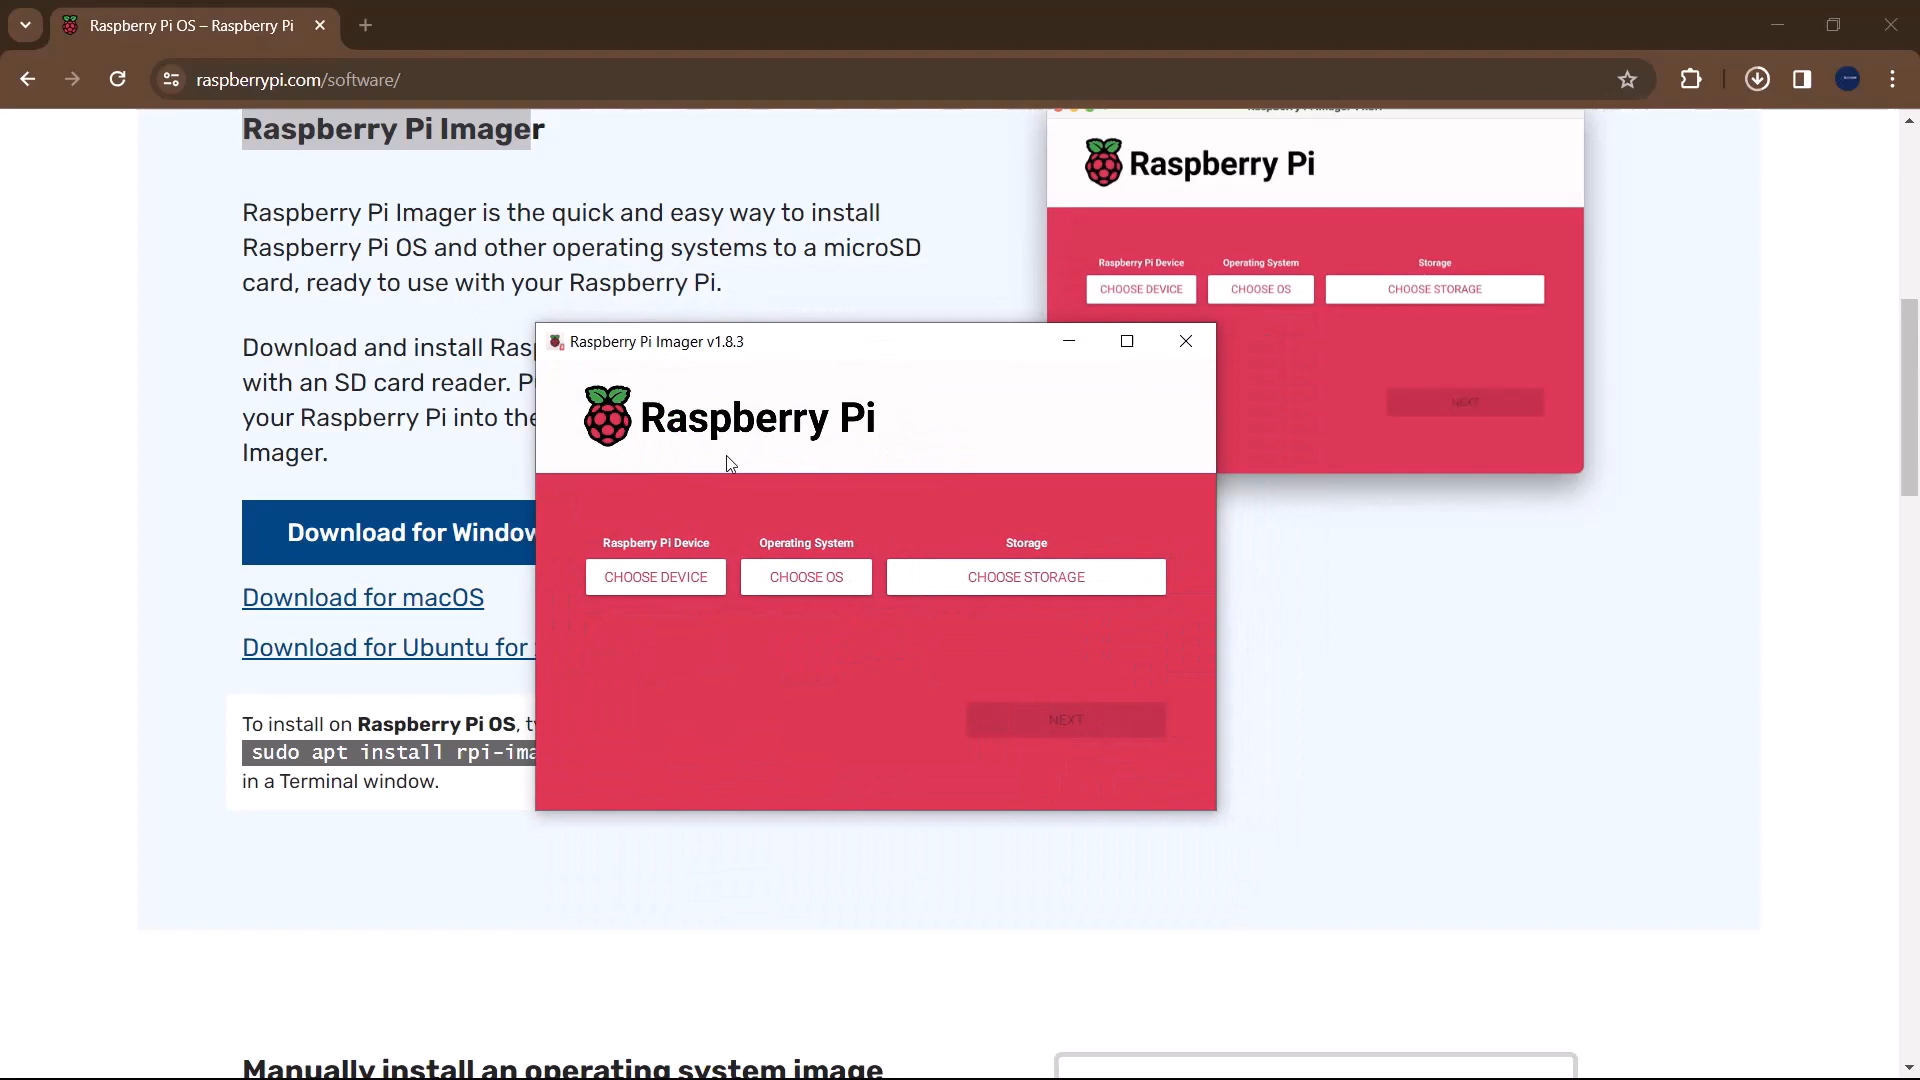 Raspberry Pi OS – Raspberry Pi
raspberrypi.com/software/
Raspberry Pi Imager
Raspberry Pi Imager is the quick and easy way to install
Raspberry Pi OS and other operating systems to a microSD
card, ready to use with your Raspberry Pi.
Download and install
with an SD card reader.
your Raspberry Pi into
Imager.
Download for
Download for macOS
Download for Ubuntu for
To install on Raspberry Pi OS,
sudo apt install
in a Terminal window.
Raspberry Pi
Raspberry Pi Device Operating System Storage
CHOOSE DEVICE CHOOSE OS CHOOSE STORAGE
NEXT
Raspberry Pi Imager v1.8.3
Raspberry Pi
Raspberry Pi Device Operating System Storage
CHOOSE DEVICE CHOOSE OS CHOOSE STORAGE
NEXT
Manually install an operating system image